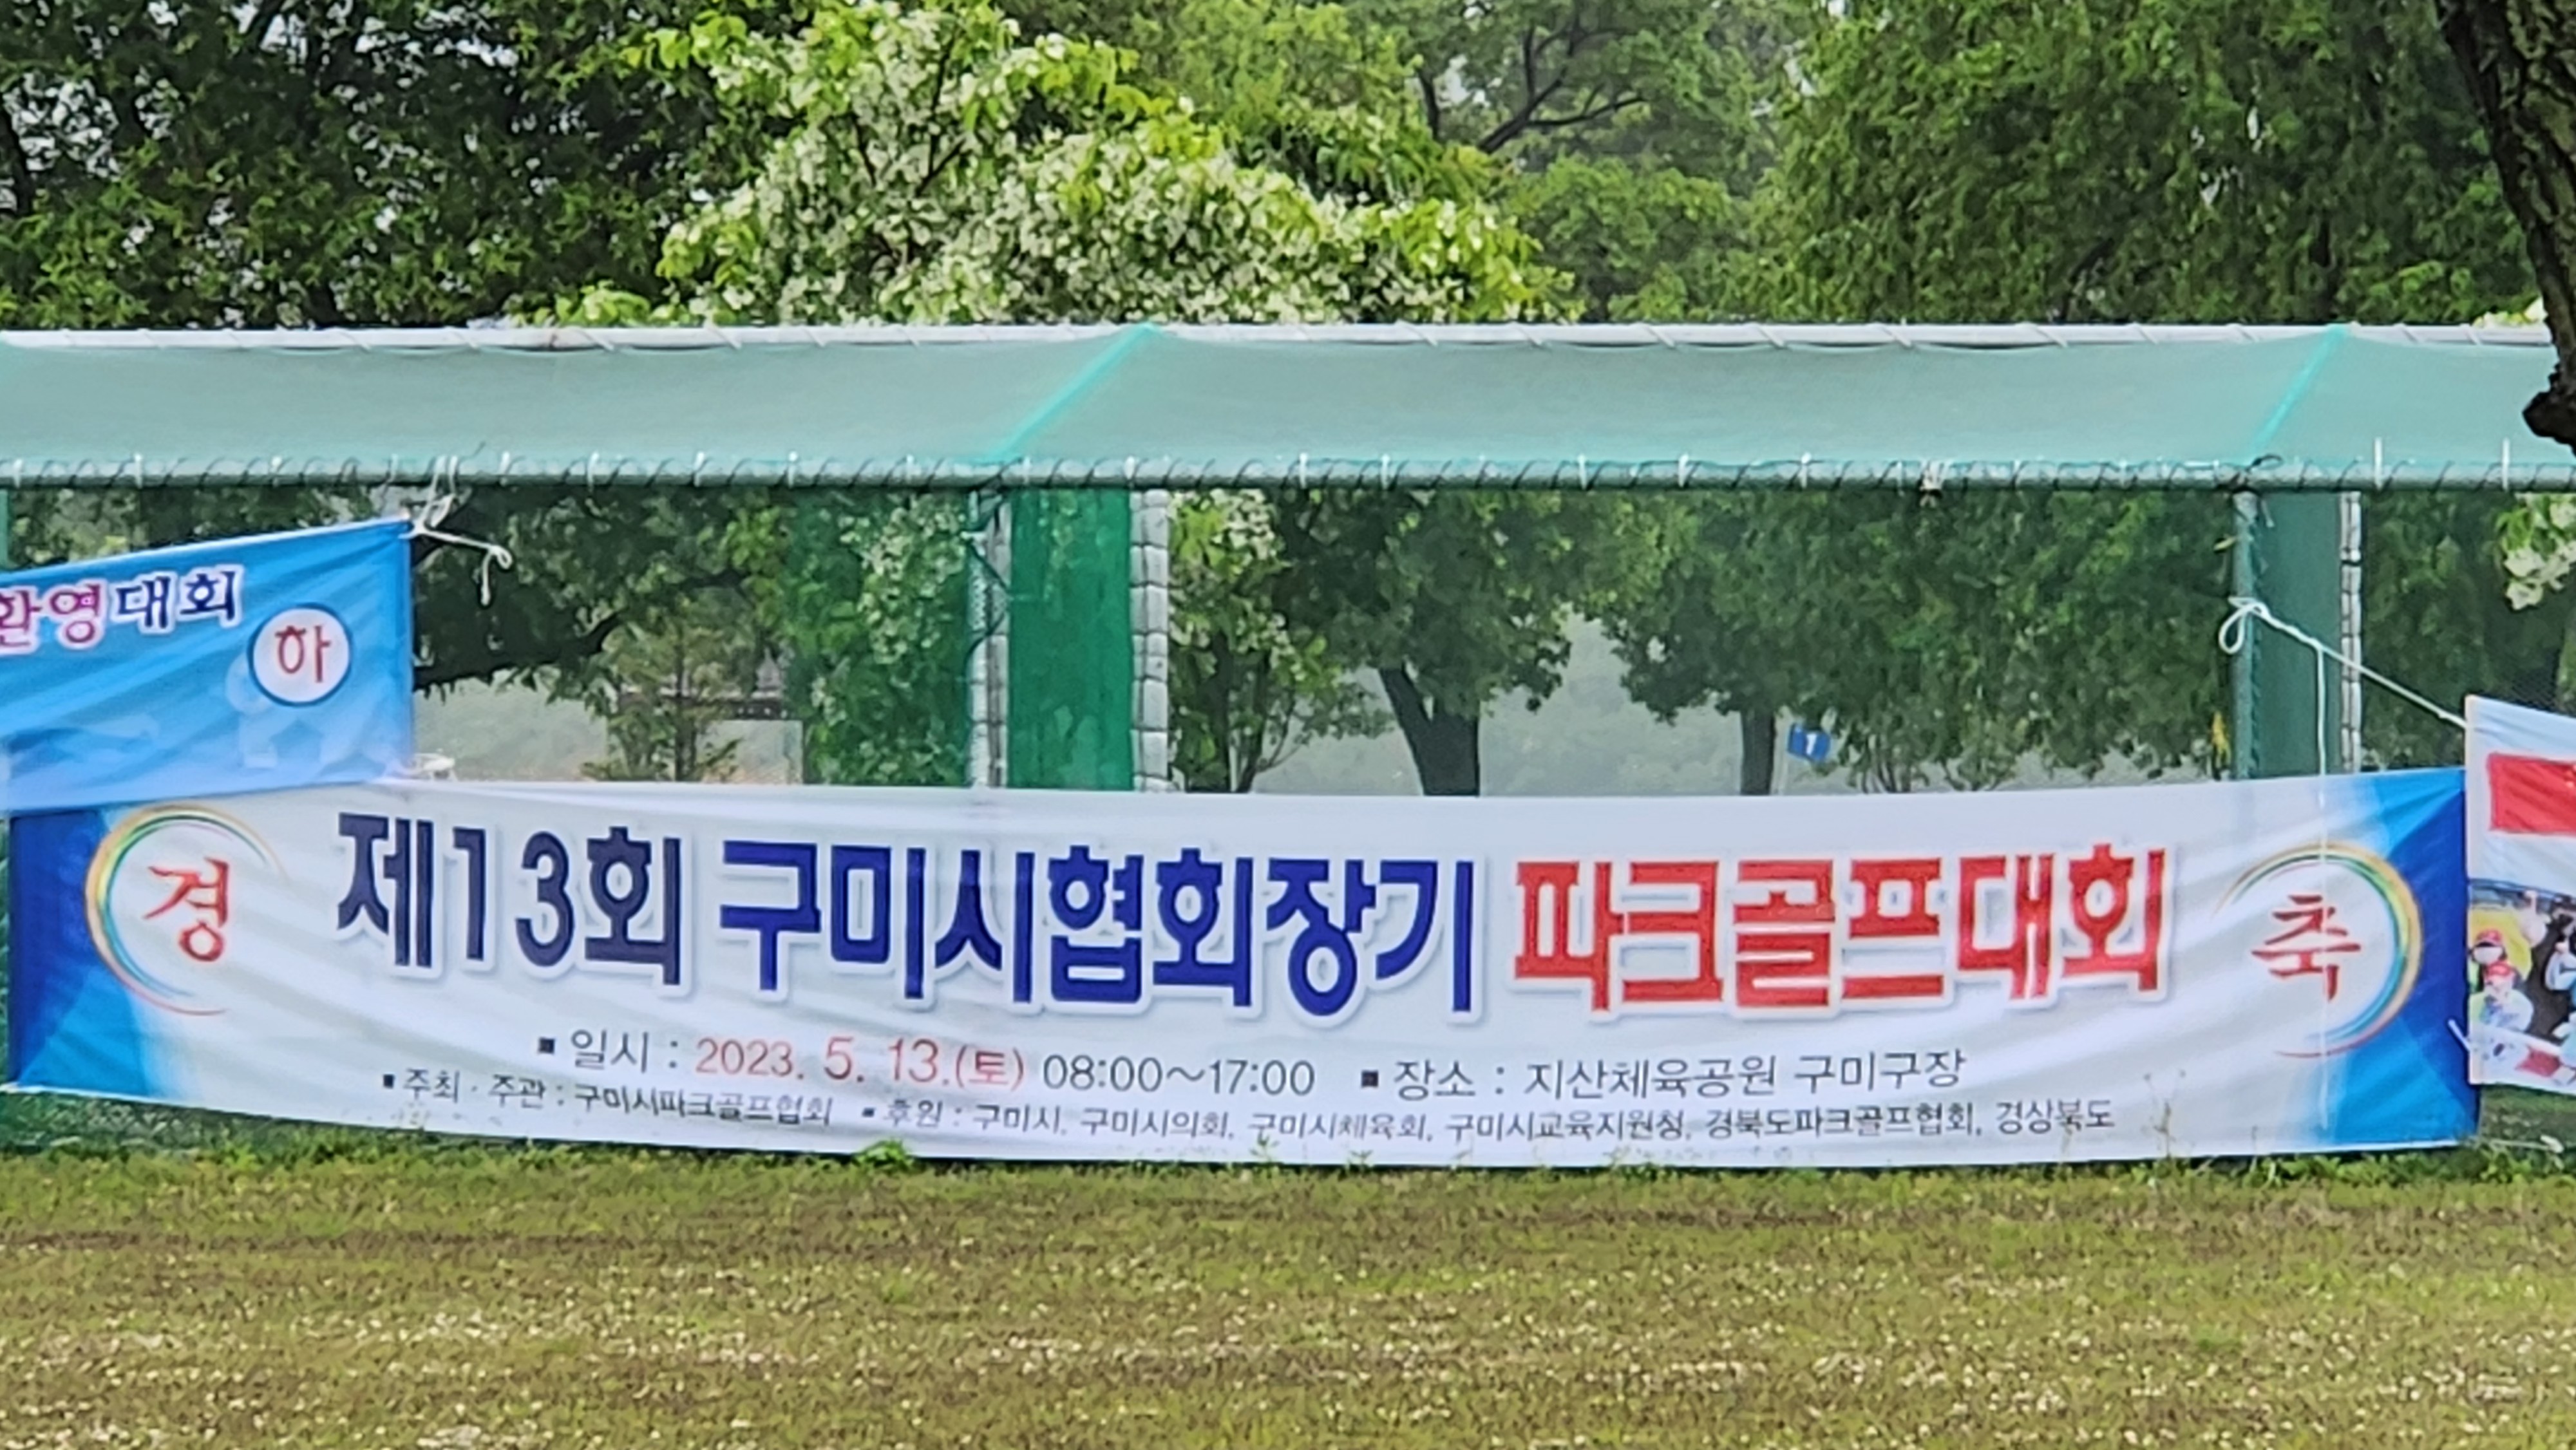 환영대회
하
경
제13회 구미시협회장기 파크골프대회
축
▪일시 : 2023. 5. 13.(토) 08:00~17:00 ▪장소 : 지산체육공원 구미구장
▪주최·주관 : 구미시파크골프협회 ▪후원 : 구미시, 구미시의회, 구미시체육회, 구미시교육지원청, 경북도파크골프협회, 경상북도
1